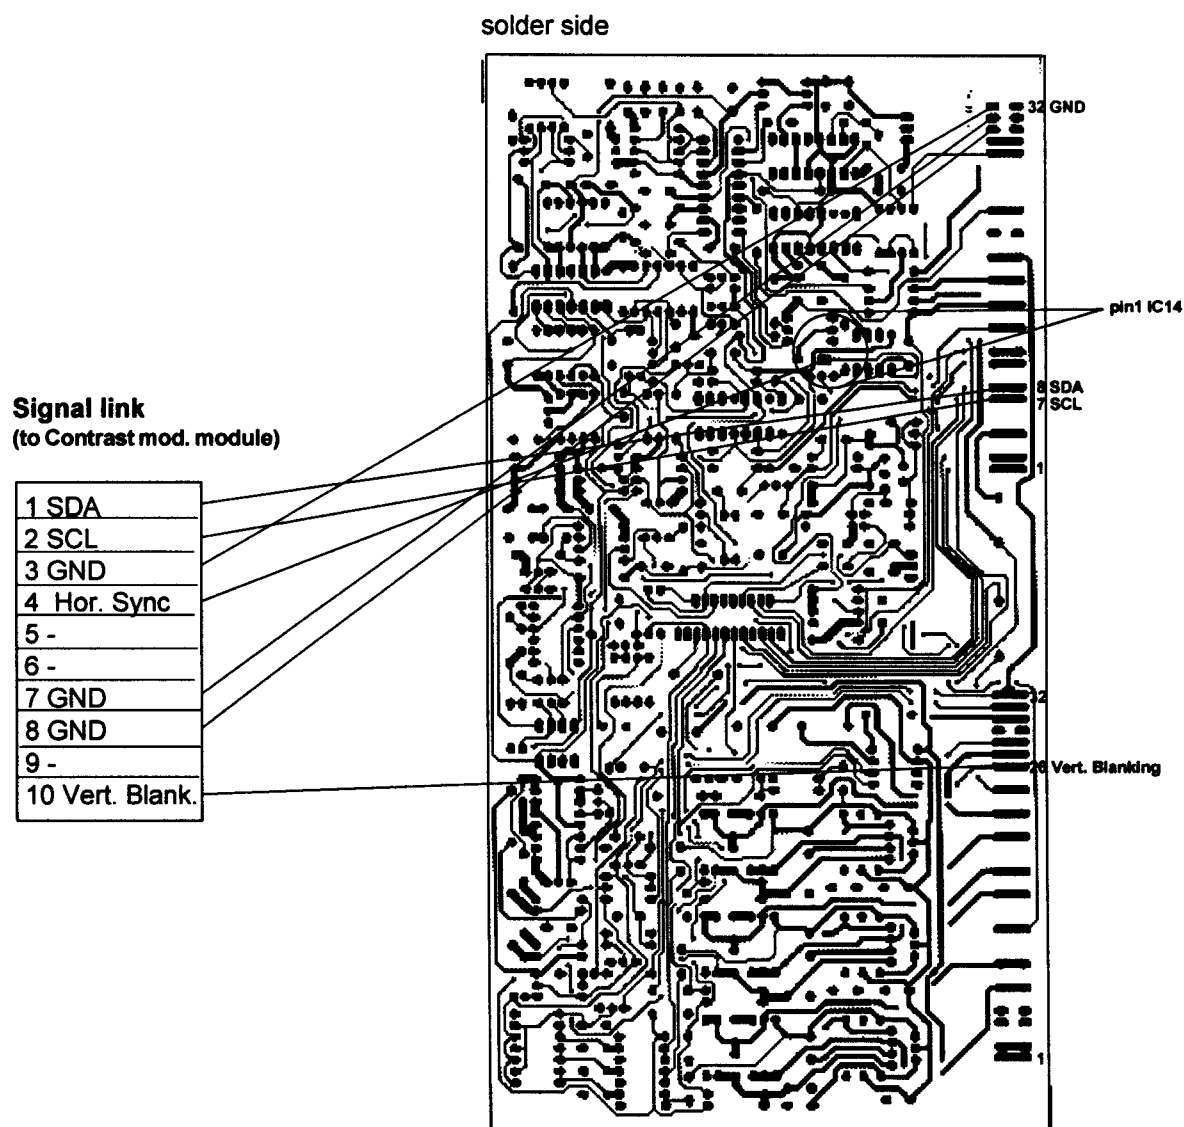 solder side
32 GND
pin1 IC14
8 SDA
7 SCL
1
Signal link
(to Contrast mod. module)
1 SDA
2 SCL
3 GND
4 Hor. Sync
5 -
6 -
7 GND
8 GND
9 -
10 Vert. Blank.
32
26 Vert. Blanking
1